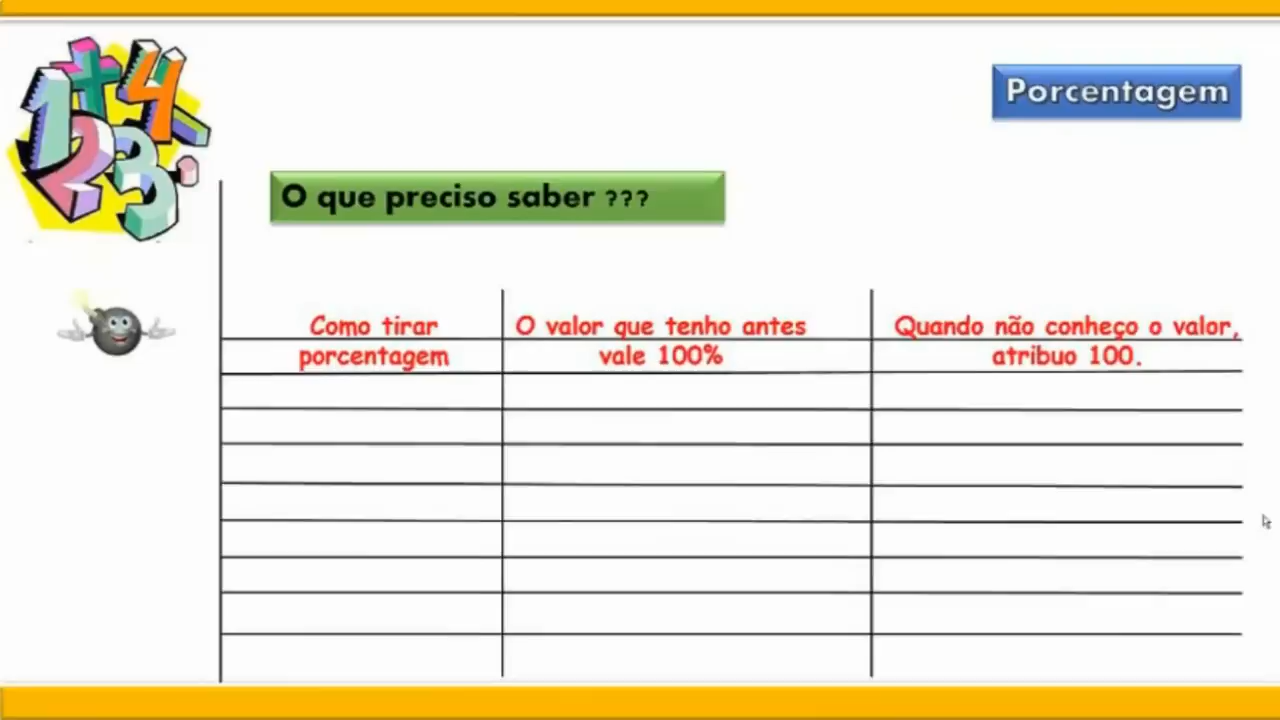 Porcentagem
O que preciso saber ???
Como tirar
porcentagem
O valor que tenho antes
vale 100%
Quando não conheço o valor,
atribuo 100.